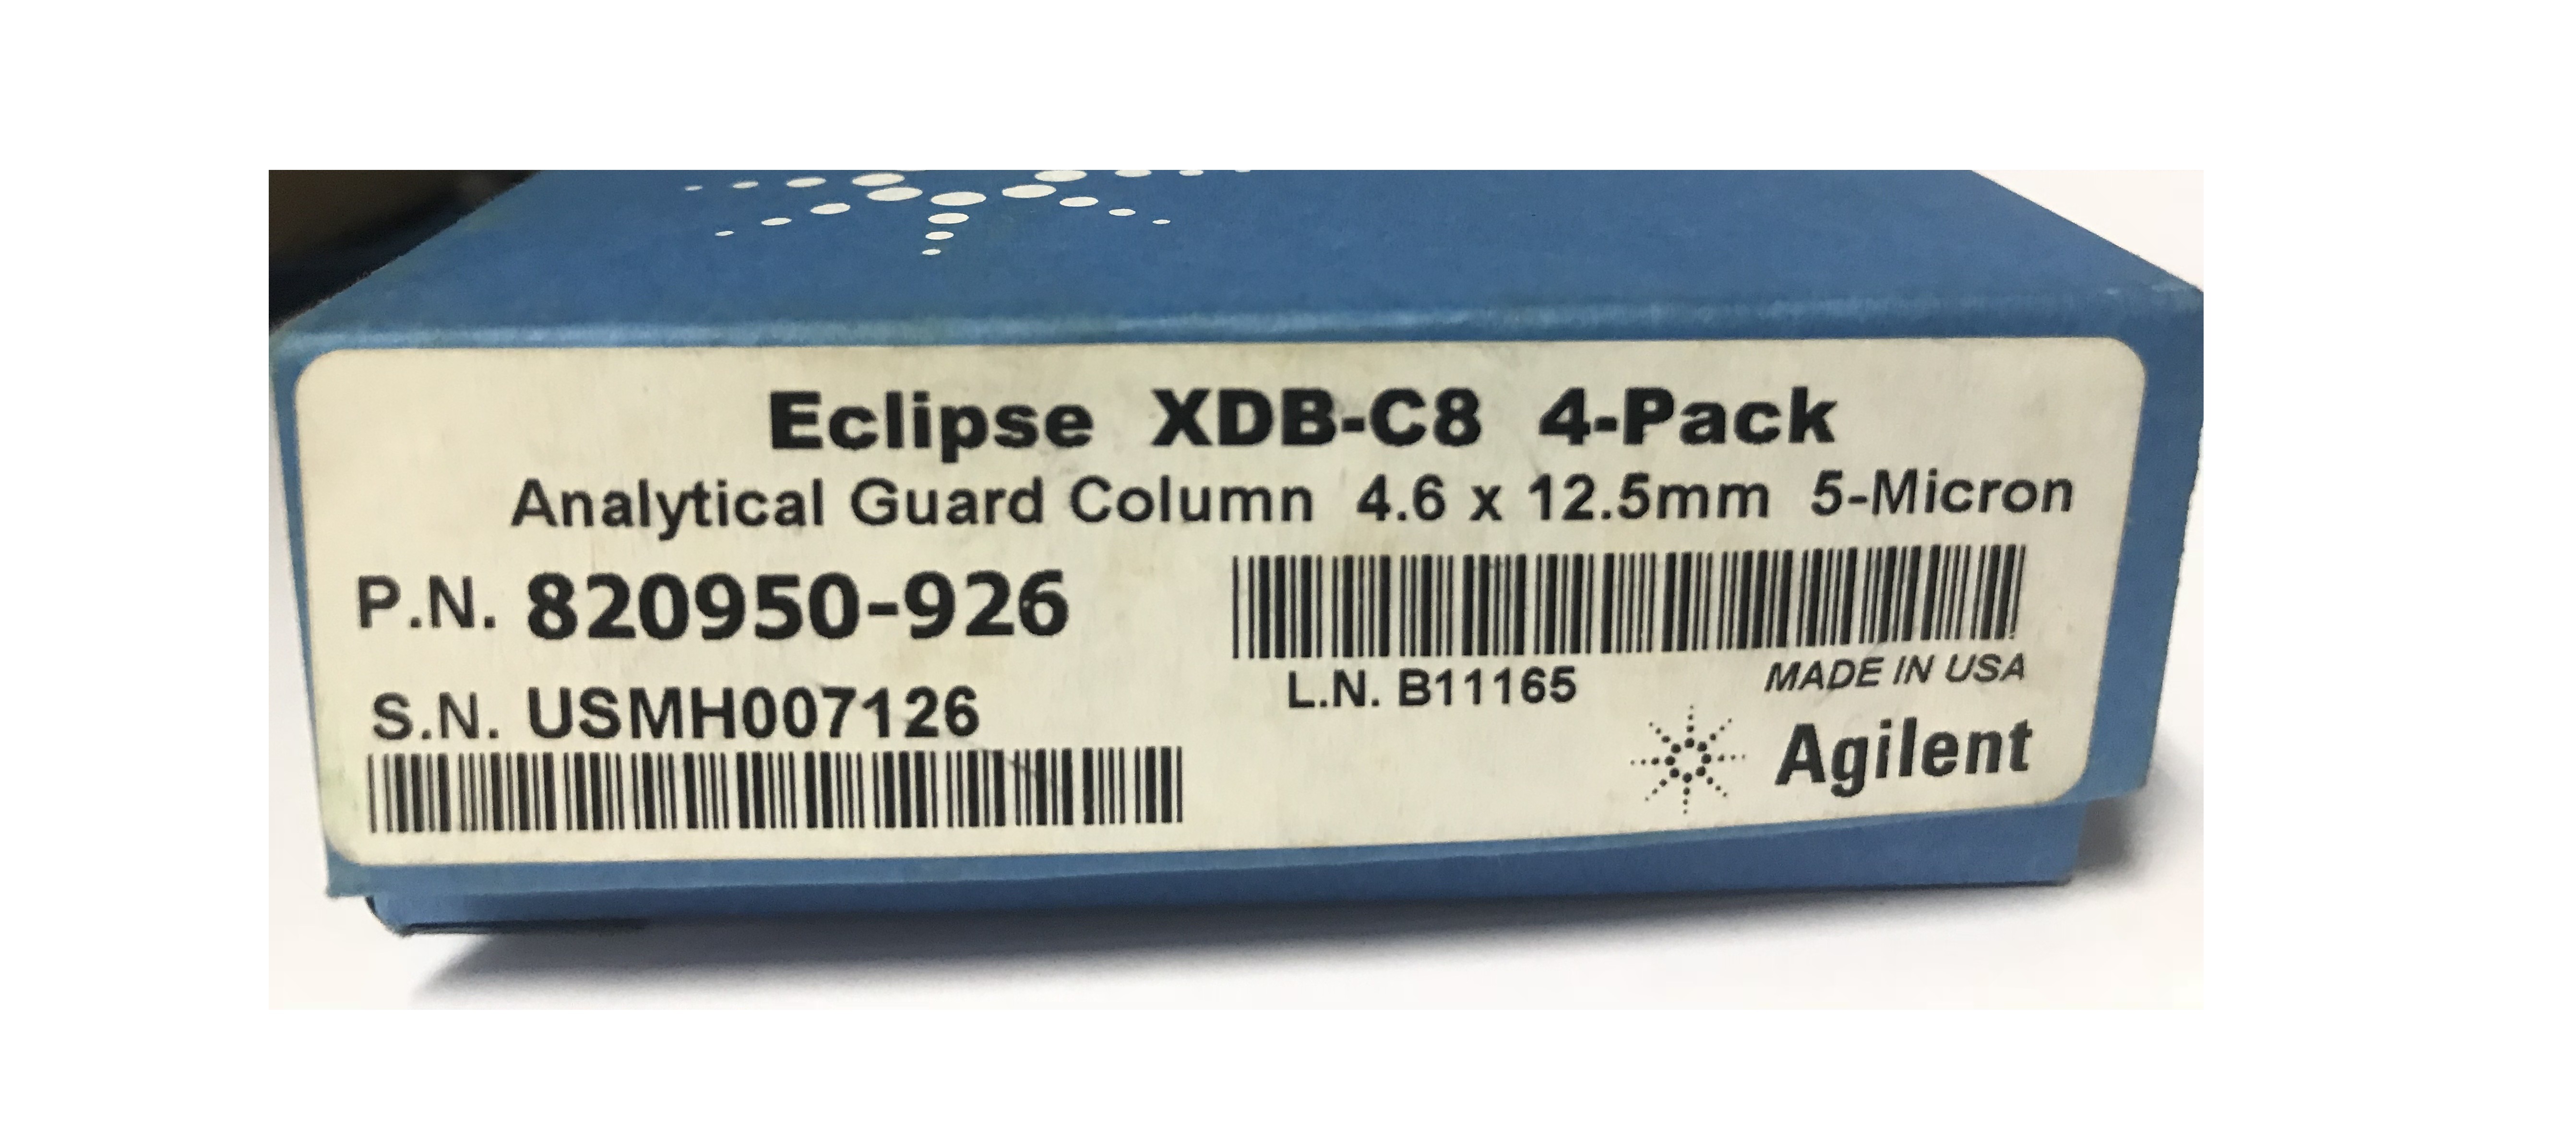 Eclipse XDB-C8 4-Pack
Analytical Guard Column 4.6 x 12.5mm 5-Micron
P.N. 820950-926
S.N. USMH007126
L.N. B11165
MADE IN USA
Agilent